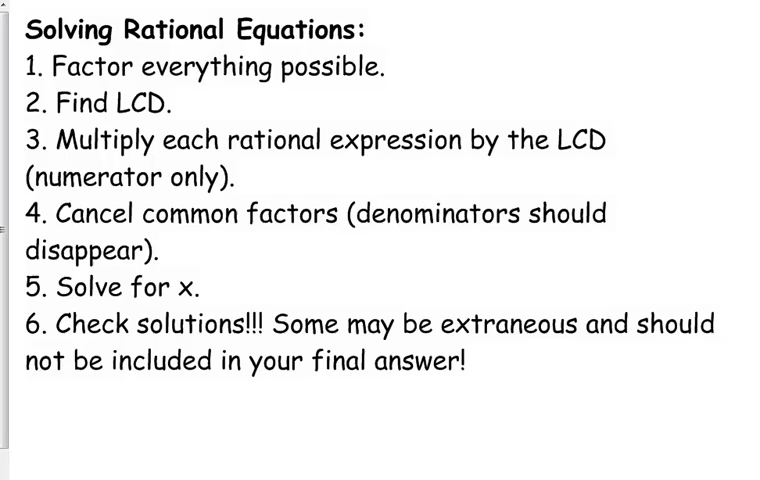 Solving Rational Equations:
1. Factor everything possible.
2. Find LCD.
3. Multiply each rational expression by the LCD
(numerator only).
4. Cancel common factors (denominators should
disappear).
5. Solve for x.
6. Check solutions!!! Some may be extraneous and should
not be included in your final answer!